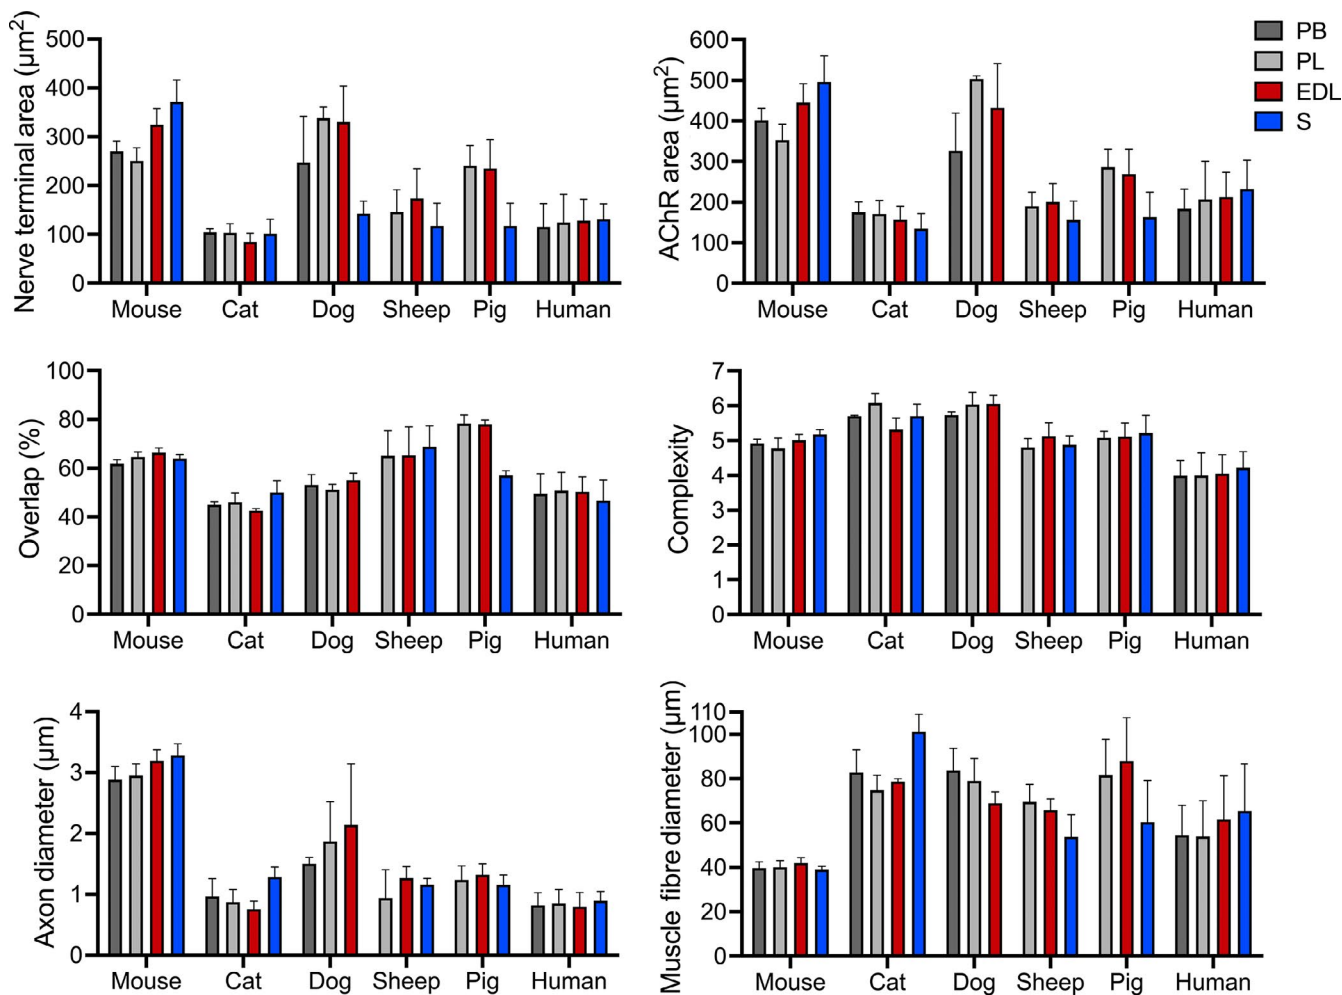 Nerve terminal area (μm²)
500
400
300
200
100
0
Mouse Cat Dog Sheep Pig Human
AChR area (μm²)
600
500
400
300
200
100
0
Mouse Cat Dog Sheep Pig Human
PB
PL
EDL
S
Overlap (%)
100
80
60
40
20
0
Mouse Cat Dog Sheep Pig Human
Complexity
7
6
5
4
3
2
1
0
Mouse Cat Dog Sheep Pig Human
Axon diameter (μm)
4
3
2
1
0
Mouse Cat Dog Sheep Pig Human
Muscle fibre diameter (μm)
110
100
80
60
40
20
0
Mouse Cat Dog Sheep Pig Human